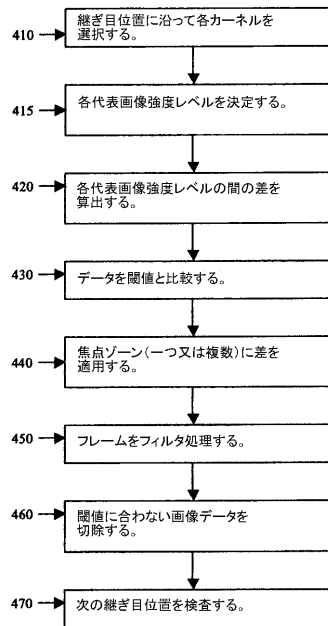 410
継ぎ目位置に沿って各カーネルを
選択する。
415
各代表画像強度レベルを決定する。
420
各代表画像強度レベルの間の差を
算出する。
430
データを閾値と比較する。
440
焦点ゾーン(一つ又は複数)に差を
適用する。
450
フレームをフィルタ処理する。
460
閾値に合わない画像データを
切除する。
470
次の継ぎ目位置を検査する。